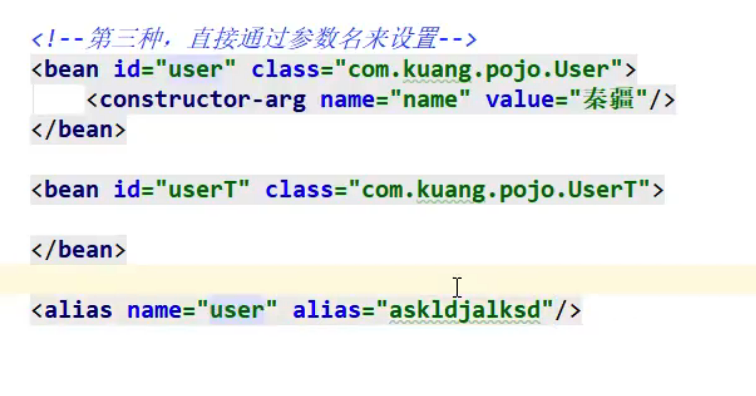 <!--第三种，直接通过参数名来设置-->
<bean id="user" class="com.kuang.pojo.User">
<constructor-arg name="name" value="秦疆"/>
</bean>
<bean id="userT" class="com.kuang.pojo.UserT">
</bean>
<alias name="user" alias="askldjalksd"/>